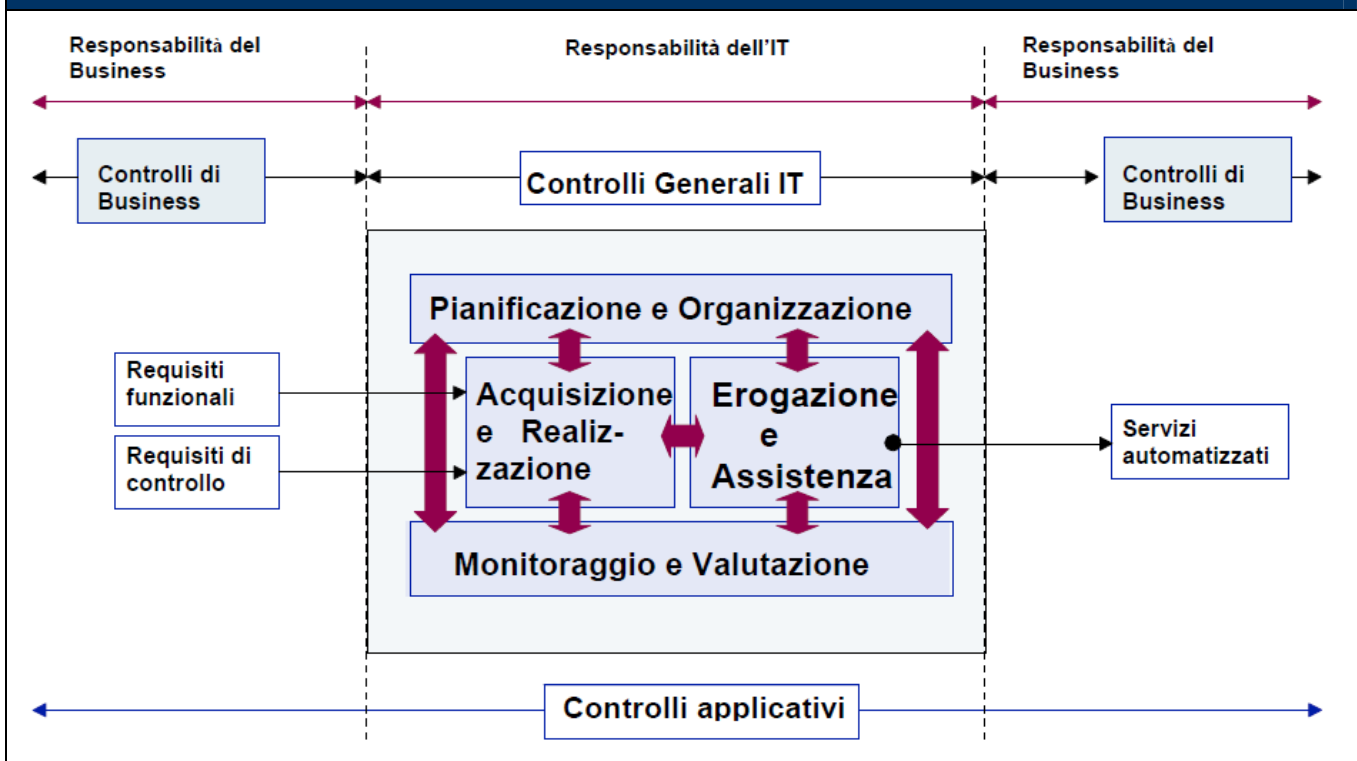 Responsabilità del
Business
Responsabilità dell'IT
Responsabilità del
Business
Controlli di
Business
Controlli Generali IT
Controlli di
Business
Pianificazione e Organizzazione
Requisiti
funzionali
Requisiti di
controllo
Acquisizione
e Realiz-
zazione
Erogazione
e
Assistenza
Servizi
automatizzati
Monitoraggio e Valutazione
Controlli applicativi